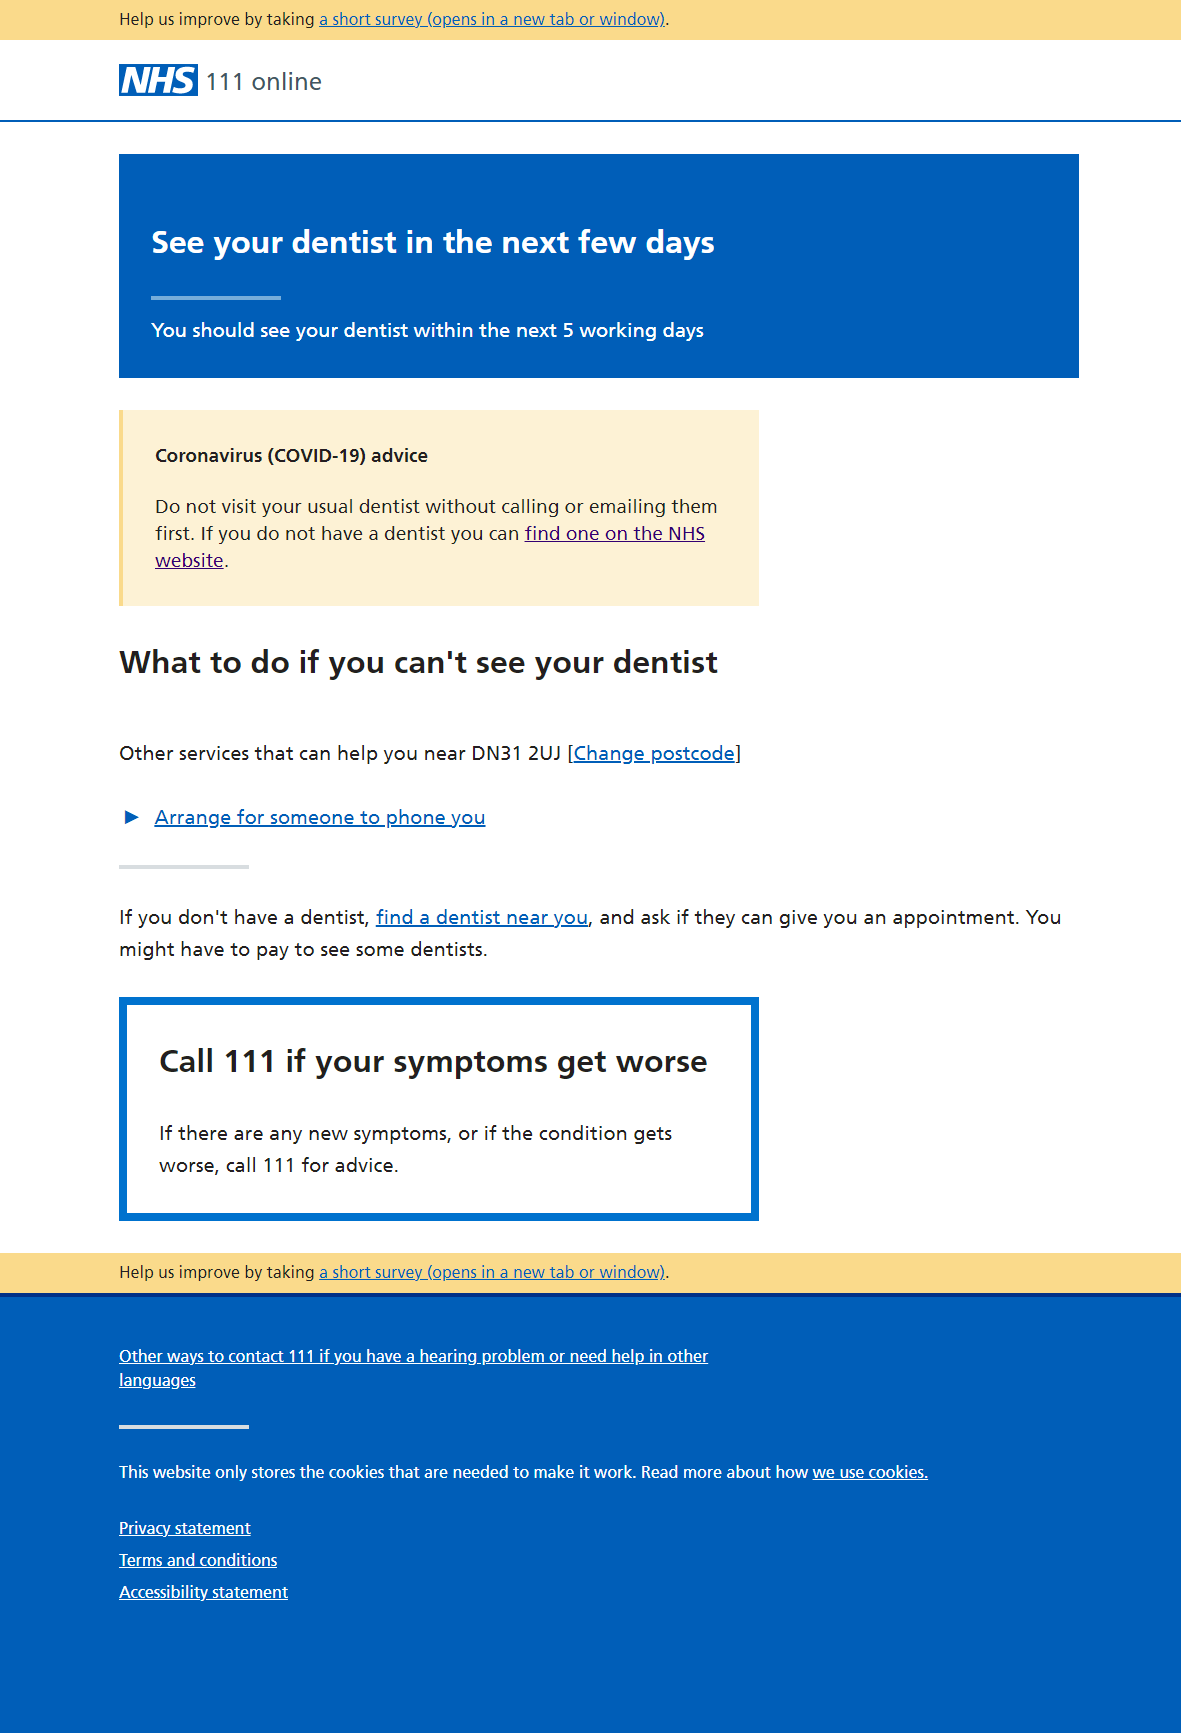 Help us improve by taking a short survey (opens in a new tab or window).
NHS 111 online
See your dentist in the next few days
You should see your dentist within the next 5 working days
Coronavirus (COVID-19) advice
Do not visit your usual dentist without calling or emailing them
first. If you do not have a dentist you can find one on the NHS
website.
What to do if you can't see your dentist
Other services that can help you near DN31 2UJ [Change postcode]
► Arrange for someone to phone you
If you don't have a dentist, find a dentist near you, and ask if they can give you an appointment. You
might have to pay to see some dentists.
Call 111 if your symptoms get worse
If there are any new symptoms, or if the condition gets
worse, call 111 for advice.
Help us improve by taking a short survey (opens in a new tab or window).
Other ways to contact 111 if you have a hearing problem or need help in other
languages
This website only stores the cookies that are needed to make it work. Read more about how we use cookies.
Privacy statement
Terms and conditions
Accessibility statement